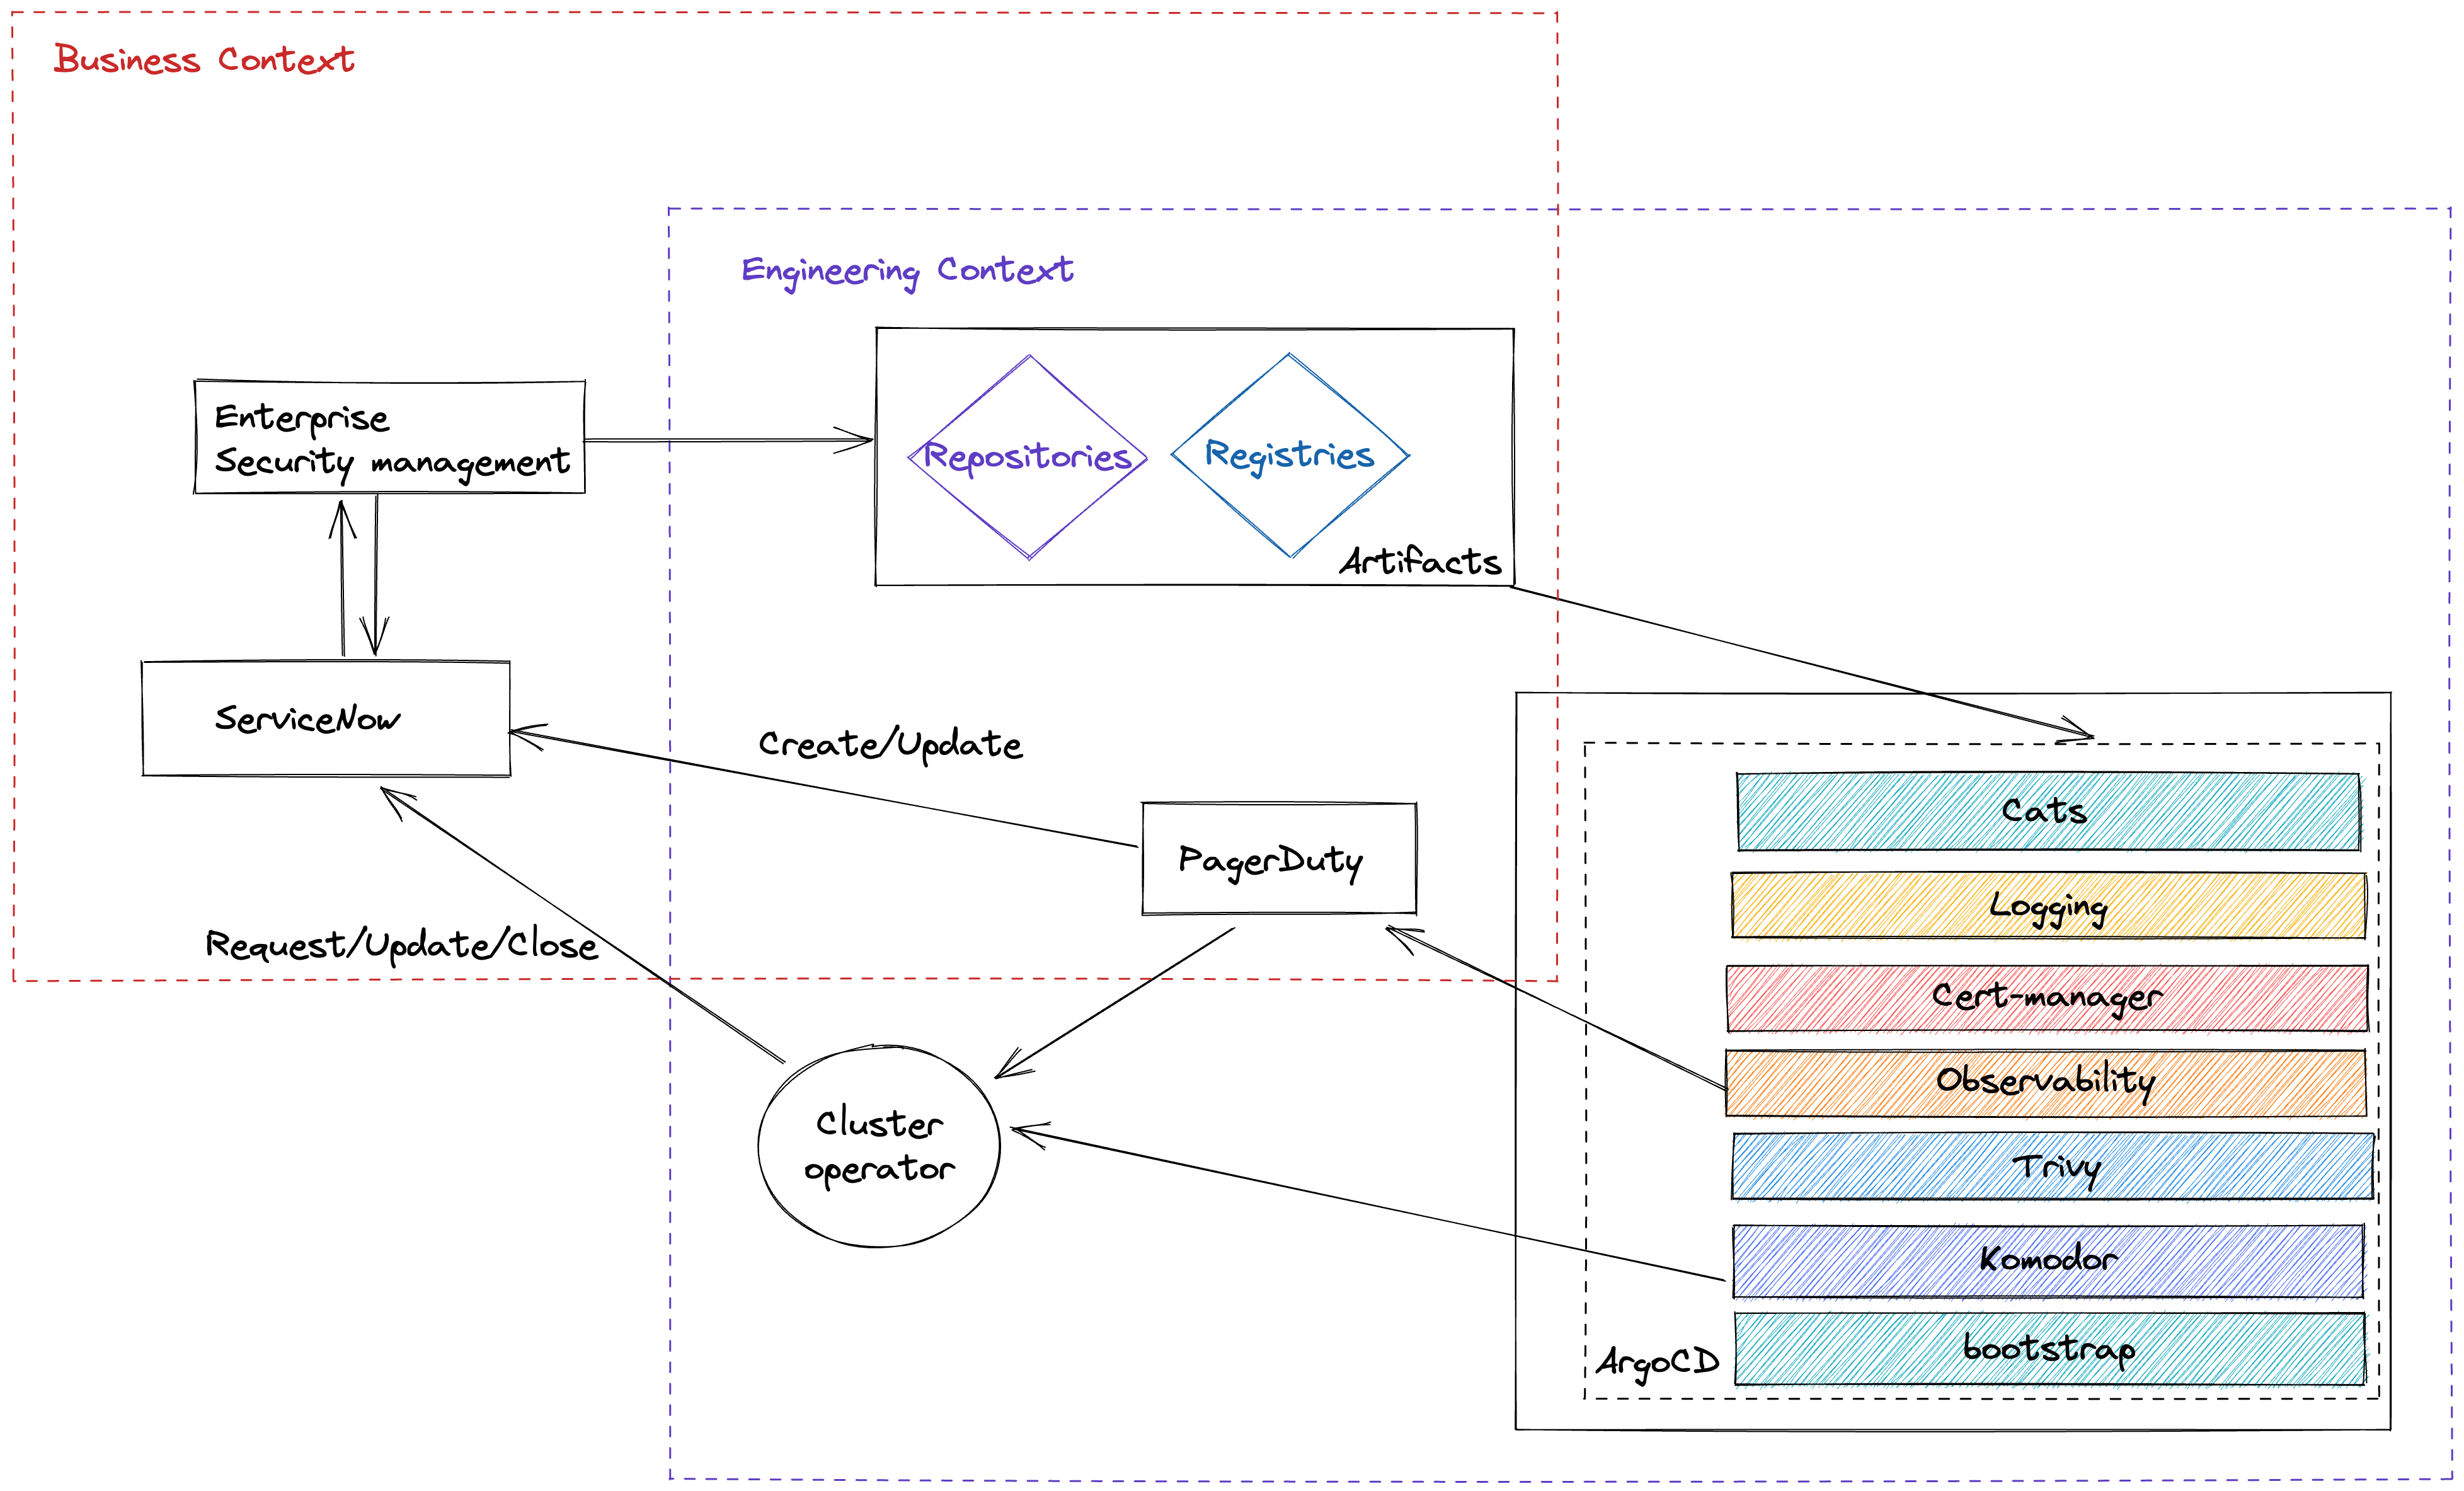 Business Context
Engineering Context
Enterprise
Security management
Repositories
Registries
Artifacts
ServiceNow
Create/Update
PagerDuty
Request/Update/Close
Cluster
operator
Cats
Logging
Cert-manager
Observability
Trivy
Komodor
bootstrap
ArgoCD